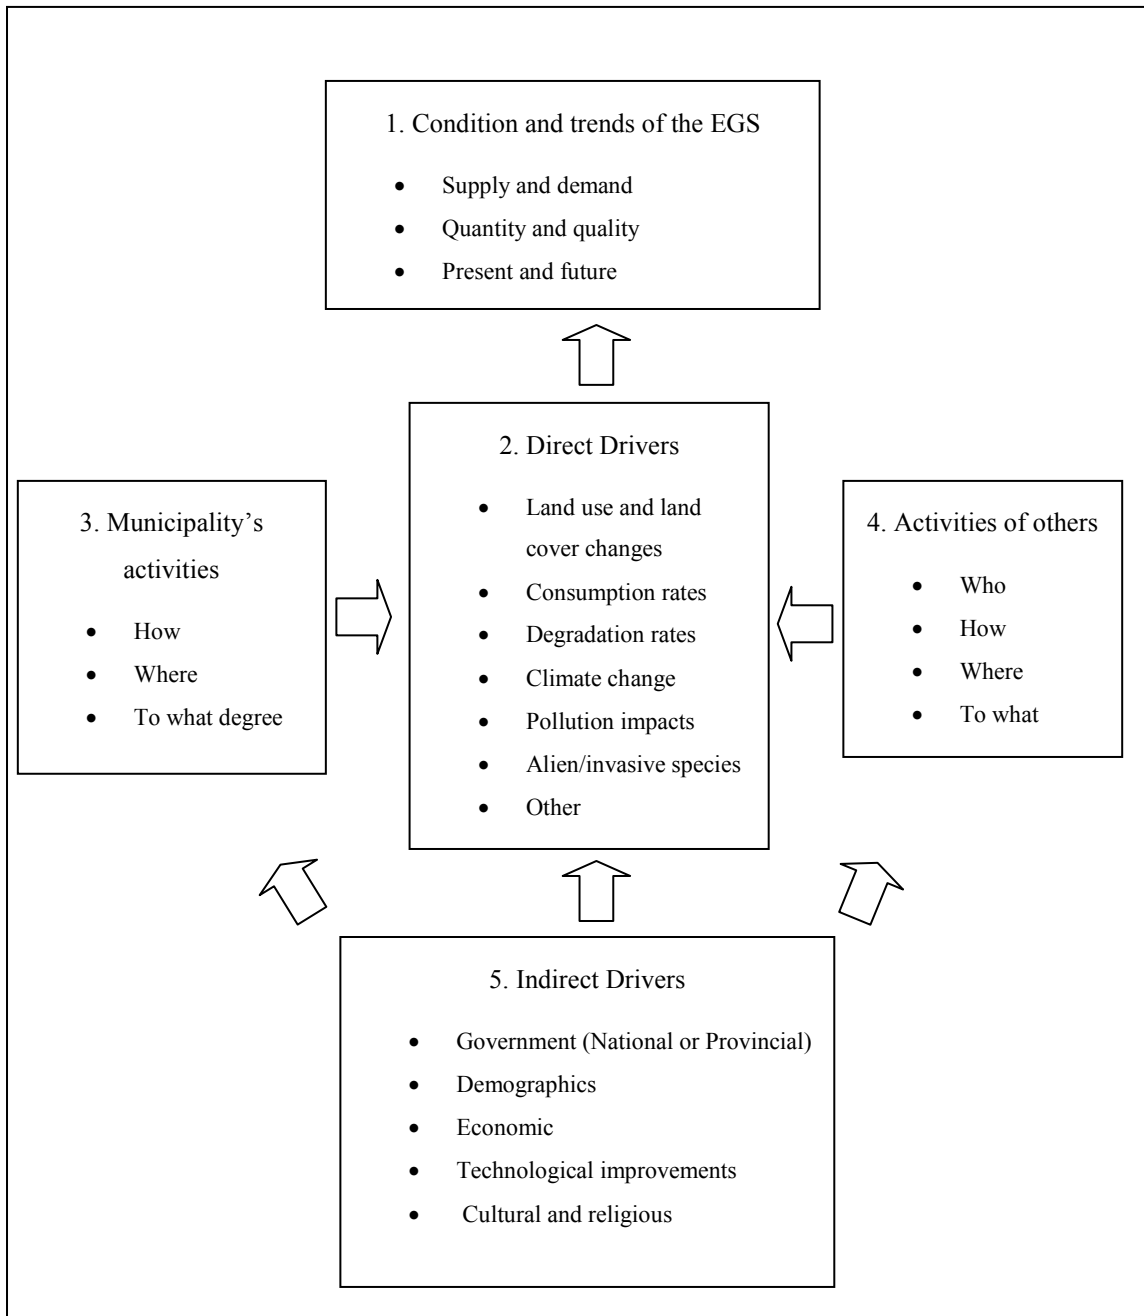 1. Condition and trends of the EGS
• Supply and demand
• Quantity and quality
• Present and future
2. Direct Drivers
• Land use and land
cover changes
• Consumption rates
• Degradation rates
• Climate change
• Pollution impacts
• Alien/invasive species
• Other
3. Municipality’s
activities
• How
• Where
• To what degree
4. Activities of others
• Who
• How
• Where
• To what
5. Indirect Drivers
• Government (National or Provincial)
• Demographics
• Economic
• Technological improvements
• Cultural and religious